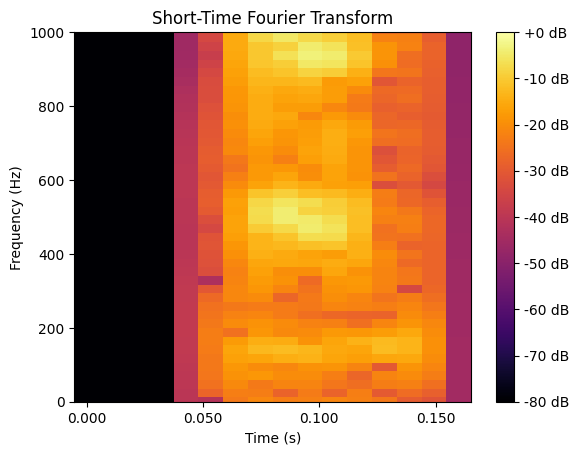 Short-Time Fourier Transform
1000
800
600
400
200
0
Frequency (Hz)
0.000
0.050
0.100
0.150
Time (s)
+0 dB
-10 dB
-20 dB
-30 dB
-40 dB
-50 dB
-60 dB
-70 dB
-80 dB